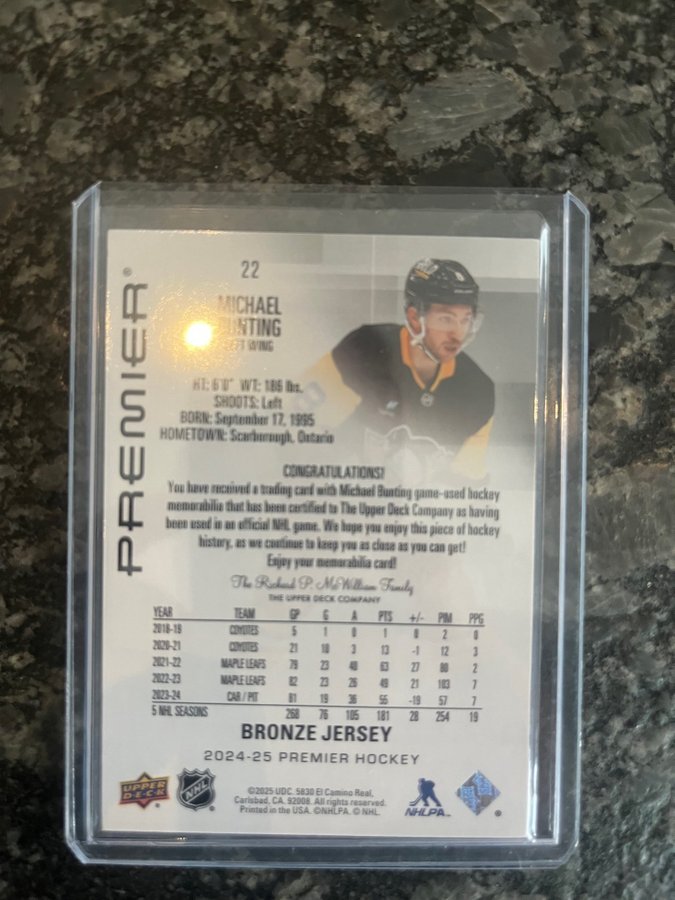 PREMIER®
22
MICHAEL
BUNTING
LEFT WING
HT: 6'0" WT: 186 lbs.
SHOOTS: Left
BORN: September 17, 1995
HOMETOWN: Scarborough, Ontario
CONGRATULATIONS!
You have received a trading card with Michael Bunting game-used hockey
memorabilia that has been certified to The Upper Deck Company as having
been used in an official NHL game. We hope you enjoy this piece of hockey
history, as we continue to keep you as close as you can get!
Enjoy your memorabilia card!
The Richard P. McWilliam Family
THE UPPER DECK COMPANY
YEAR TEAM GP G A PTS +/- PIM PPG
2018-19 COYOTES 5 1 0 1 0 2 0
2020-21 COYOTES 21 10 3 13 -1 12 3
2021-22 MAPLE LEAFS 79 23 40 63 27 80 2
2022-23 MAPLE LEAFS 82 23 26 49 21 103 7
2023-24 CAR / PIT 81 19 36 55 -19 57 7
5 NHL SEASONS 268 76 105 181 28 254 19
BRONZE JERSEY
2024-25 PREMIER HOCKEY
UPPER
DECK
NHL
©2025 UDC. 5830 El Camino Real,
Carlsbad, CA. 92008. All rights reserved.
Printed in the USA. ©NHLPA. © NHL.
NHLPA